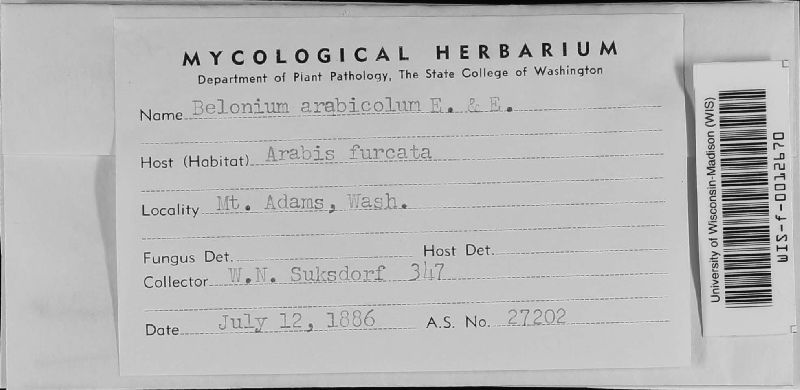 MYCOLOGICAL HERBARIUM
Department of Plant Pathology, The State College of Washington
Name Belonium arabicolum E. & E.
Host (Habitat) Arabis furcata
Locality Mt. Adams, Wash.
Fungus Det. Host Det.
Collector W.N. Suksdorf 347
Date July 12, 1886 A.S. No. 27202
University of Wisconsin-Madison (WIS)
WIS-f-0012670